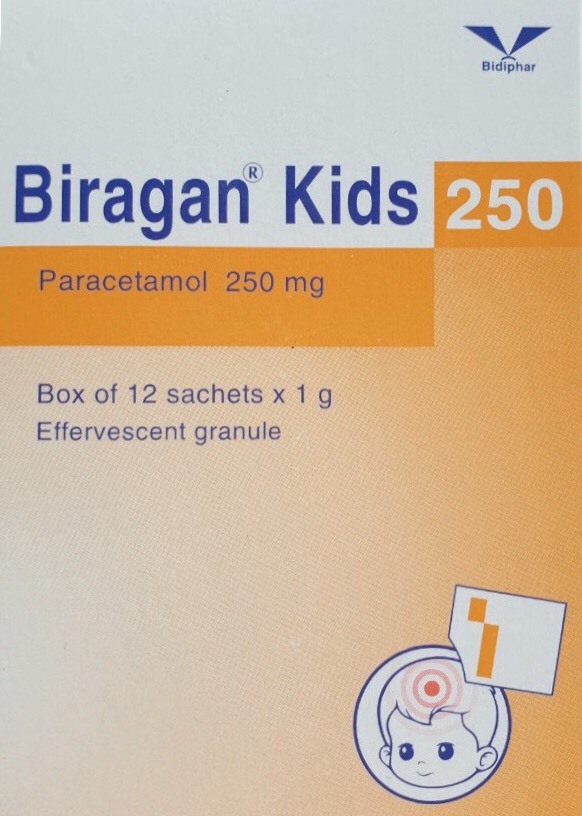 Bidiphar
Biragan® Kids 250
Paracetamol 250 mg
Box of 12 sachets x 1 g
Effervescent granule